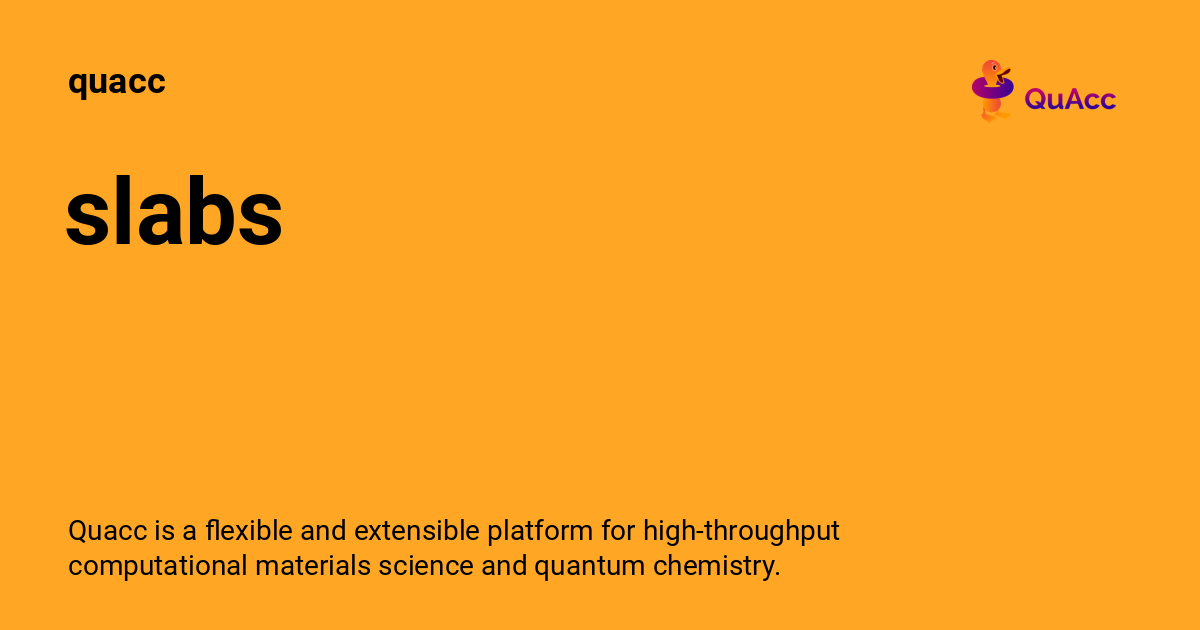 quacc
QuAcc
slabs
Quacc is a flexible and extensible platform for high-throughput
computational materials science and quantum chemistry.